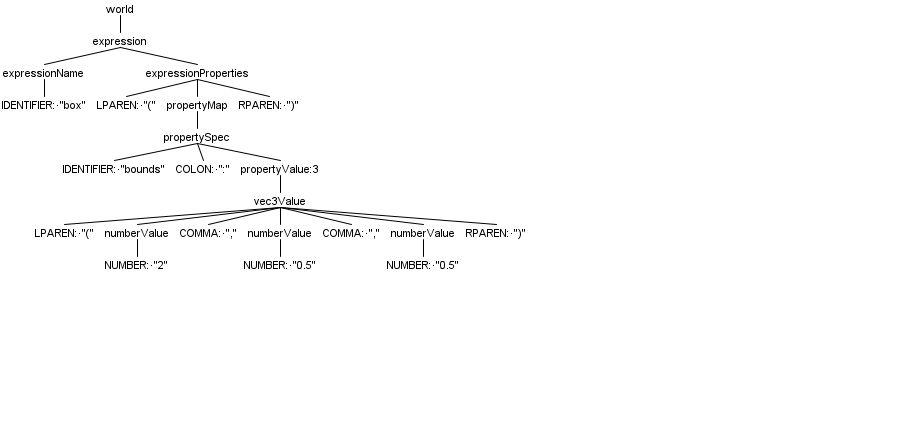 world
expression
expressionName expressionProperties
IDENTIFIER:·"box" LPAREN:·"(" propertyMap RPAREN:·")"
propertySpec
IDENTIFIER:·"bounds" COLON:·":" propertyValue:3
vec3Value
LPAREN:·"(" numberValue COMMA:·"," numberValue COMMA:·"," numberValue RPAREN:·")"
NUMBER:·"2" NUMBER:·"0.5" NUMBER:·"0.5"